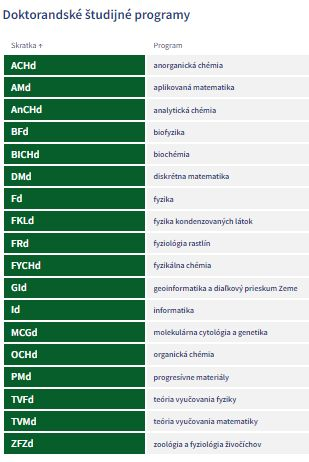 Doktorandské študijné programy
Skratka ↑ Program
ACHd anorganická chémia
AMd aplikovaná matematika
AnCHd analytická chémia
BFd biofyzika
BICHd biochémia
DMd diskrétna matematika
Fd fyzika
FKLd fyzika kondenzovaných látok
FRd fyziológia rastlín
FYCHd fyzikálna chémia
GId geoinformatika a diaľkový prieskum Zeme
Id informatika
MCGd molekulárna cytológia a genetika
OCHd organická chémia
PMd progresívne materiály
TVFd teória vyučovania fyziky
TVMd teória vyučovania matematiky
ZFZd zoológia a fyziológia živočíchov